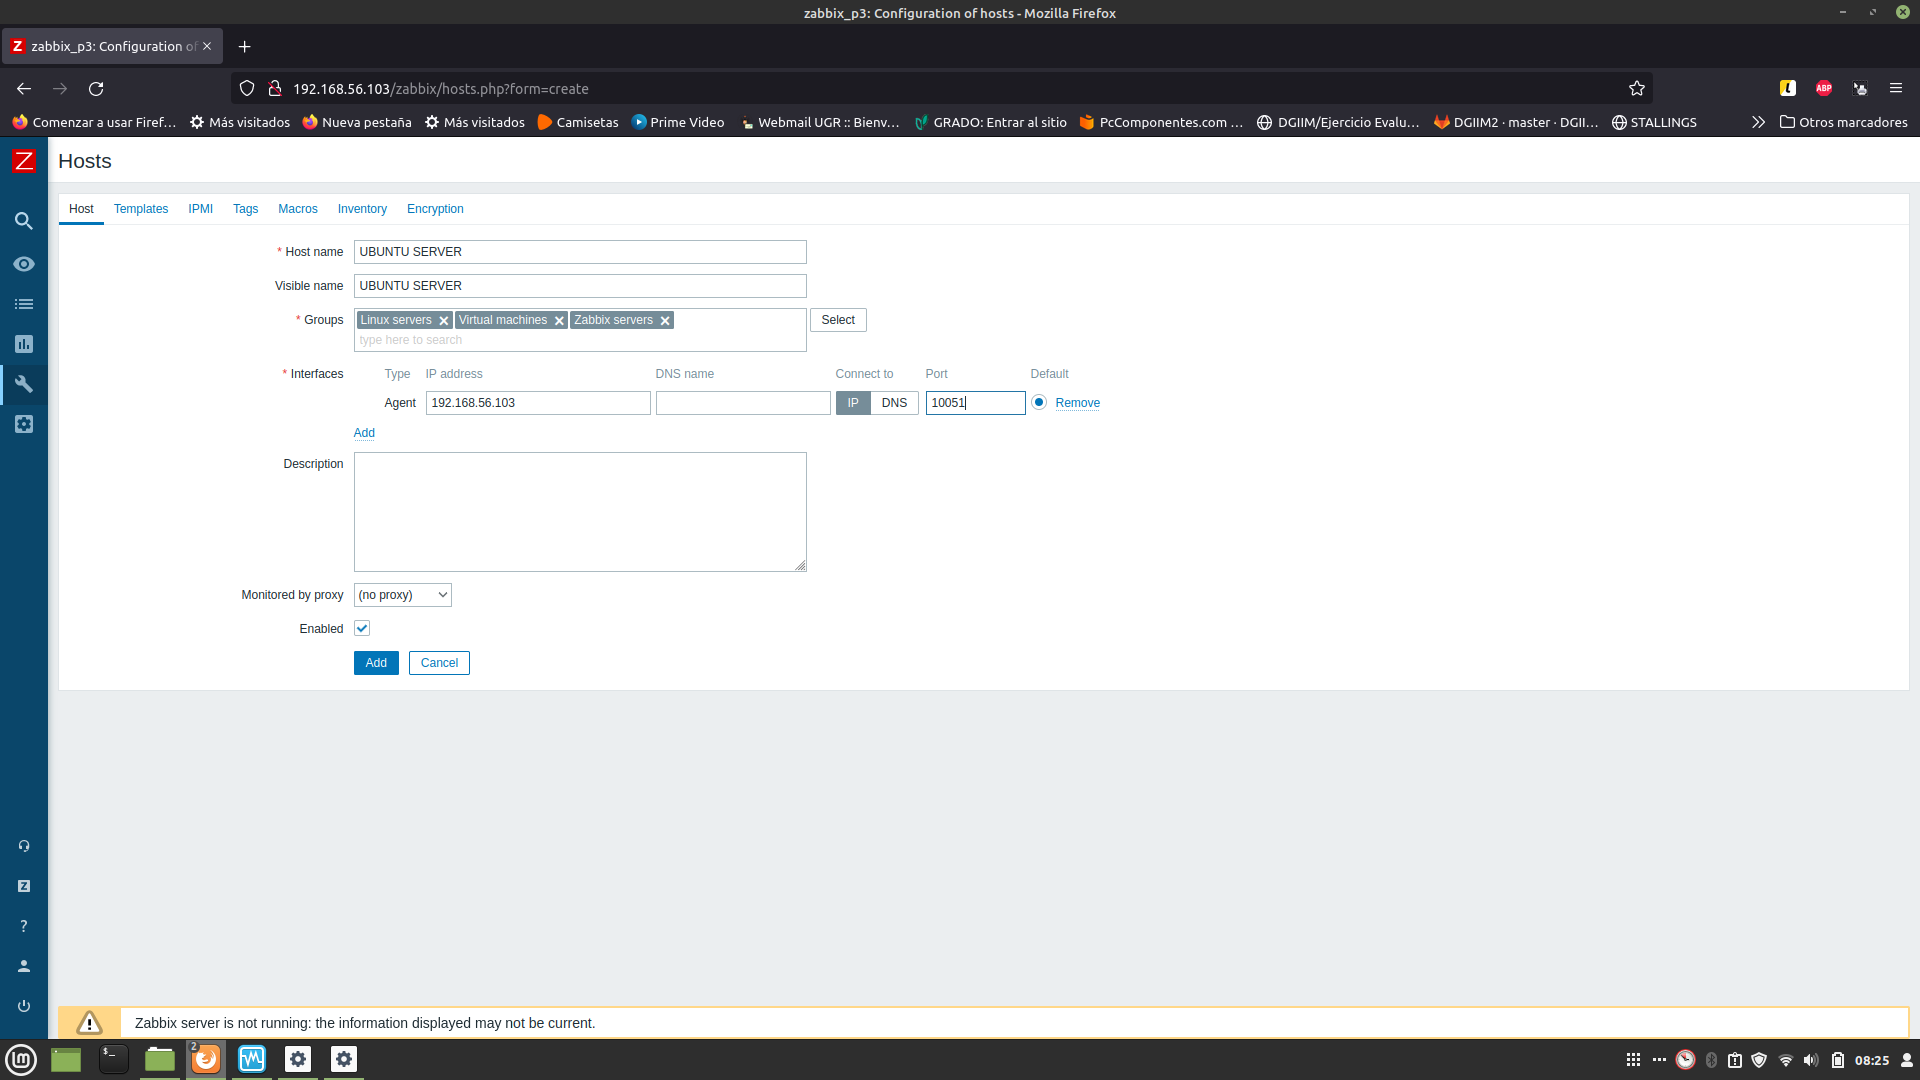 zabbix_p3: Configuration of hosts - Mozilla Firefox
Z zabbix_p3: Configuration of
192.168.56.103/zabbix/hosts.php?form=create
ABP
Comenzar a usar Firef… Más visitados Nueva pestaña Más visitados Camisetas Prime Video Webmail UGR :: Bienv… GRADO: Entrar al sitio PcComponentes.com … DGIIM/Ejercicio Evalu… DGIIM2 · master · DGII… STALLINGS Otros marcadores
Z
Hosts
Host Templates IPMI Tags Macros Inventory Encryption
* Host name UBUNTU SERVER
Visible name UBUNTU SERVER
* Groups Linux servers Virtual machines Zabbix servers Select
type here to search
* Interfaces Type IP address DNS name Connect to Port Default
Agent 192.168.56.103 IP DNS 10051 Remove
Add
Description
Monitored by proxy (no proxy)
Enabled
Add Cancel
Z
?
Zabbix server is not running: the information displayed may not be current.
2
08:25